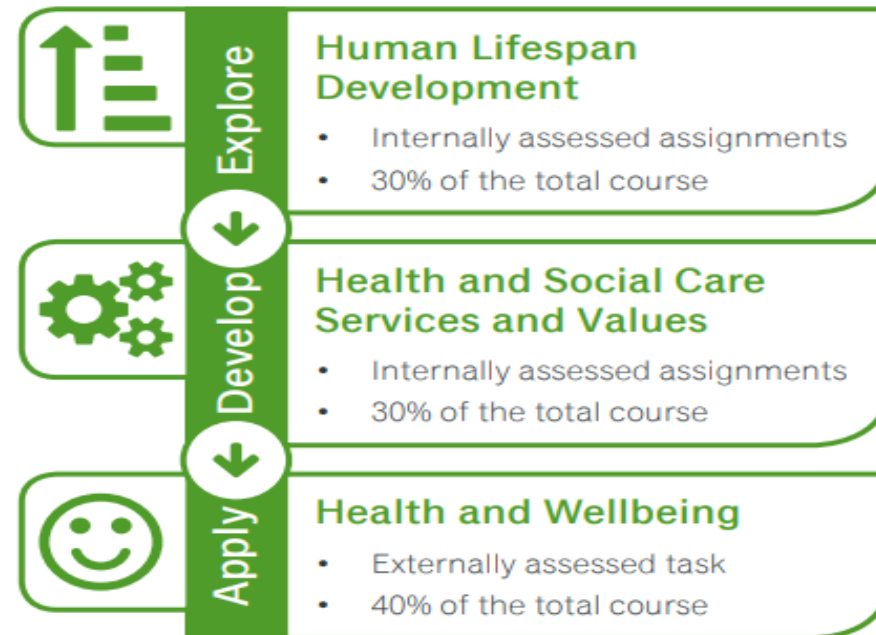 Explore
Human Lifespan
Development
• Internally assessed assignments
• 30% of the total course
Develop
Health and Social Care
Services and Values
• Internally assessed assignments
• 30% of the total course
Apply
Health and Wellbeing
• Externally assessed task
• 40% of the total course